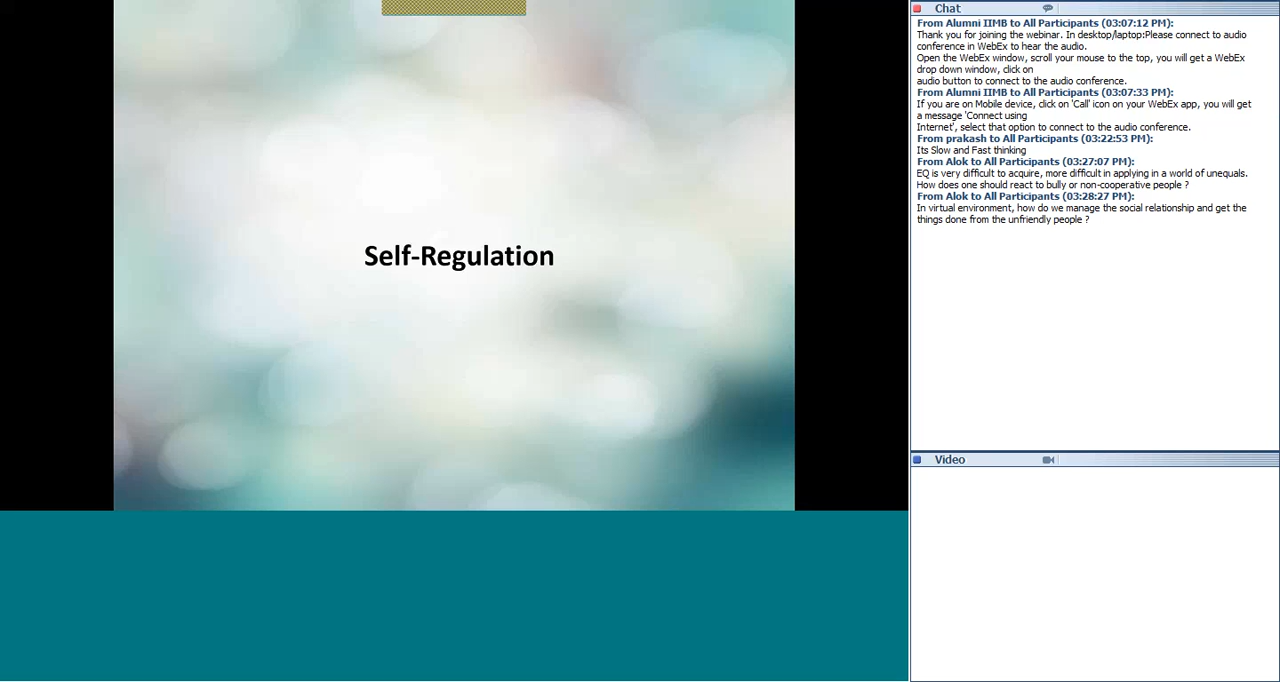 Self-Regulation
Chat
From Alumni IIMB to All Participants (03:07:12 PM):
Thank you for joining the webinar. In desktop/laptop:Please connect to audio
conference in WebEx to hear the audio.
Open the WebEx window, scroll your mouse to the top, you will get a WebEx
drop down window, click on
audio button to connect to the audio conference.
From Alumni IIMB to All Participants (03:07:33 PM):
If you are on Mobile device, click on 'Call' icon on your WebEx app, you will get
a message 'Connect using
Internet', select that option to connect to the audio conference.
From prakash to All Participants (03:22:53 PM):
Its Slow and Fast thinking
From Alok to All Participants (03:27:07 PM):
EQ is very difficult to acquire, more difficult in applying in a world of unequals.
How does one should react to bully or non-cooperative people ?
From Alok to All Participants (03:28:27 PM):
In virtual environment, how do we manage the social relationship and get the
things done from the unfriendly people ?
Video